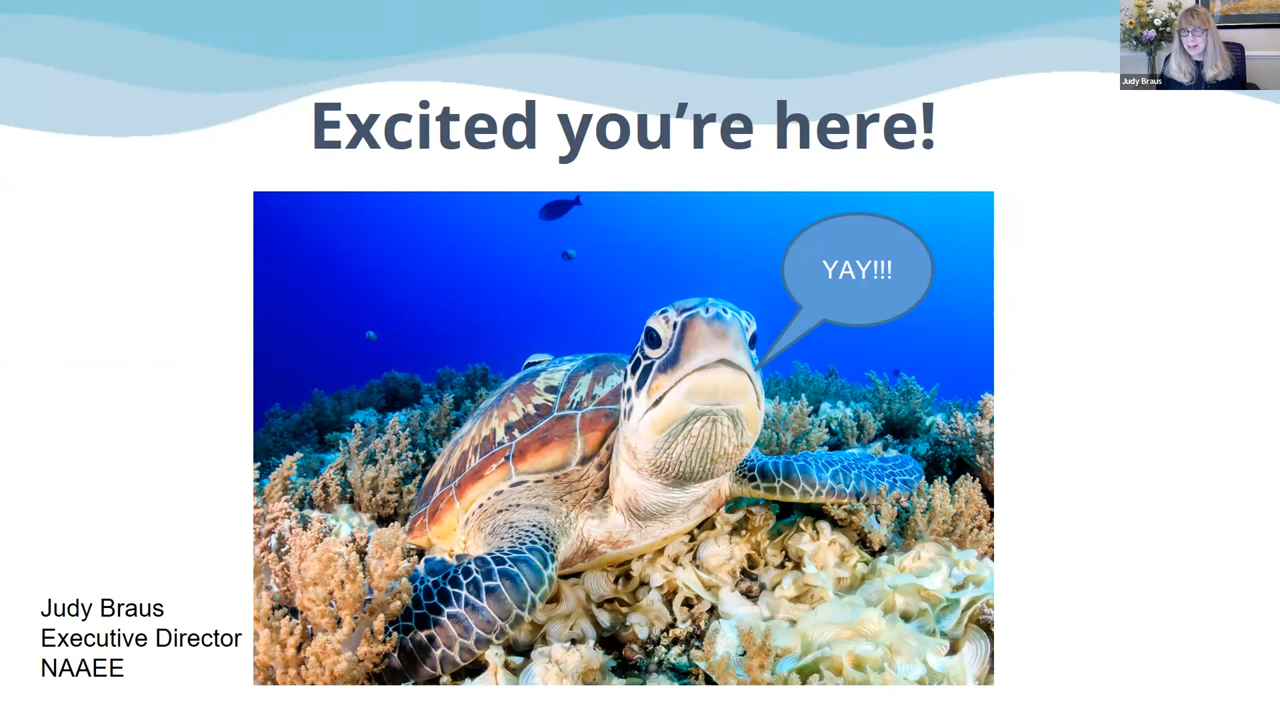 Judy Braus
Excited you're here!
YAY!!!
Judy Braus
Executive Director
NAAEE